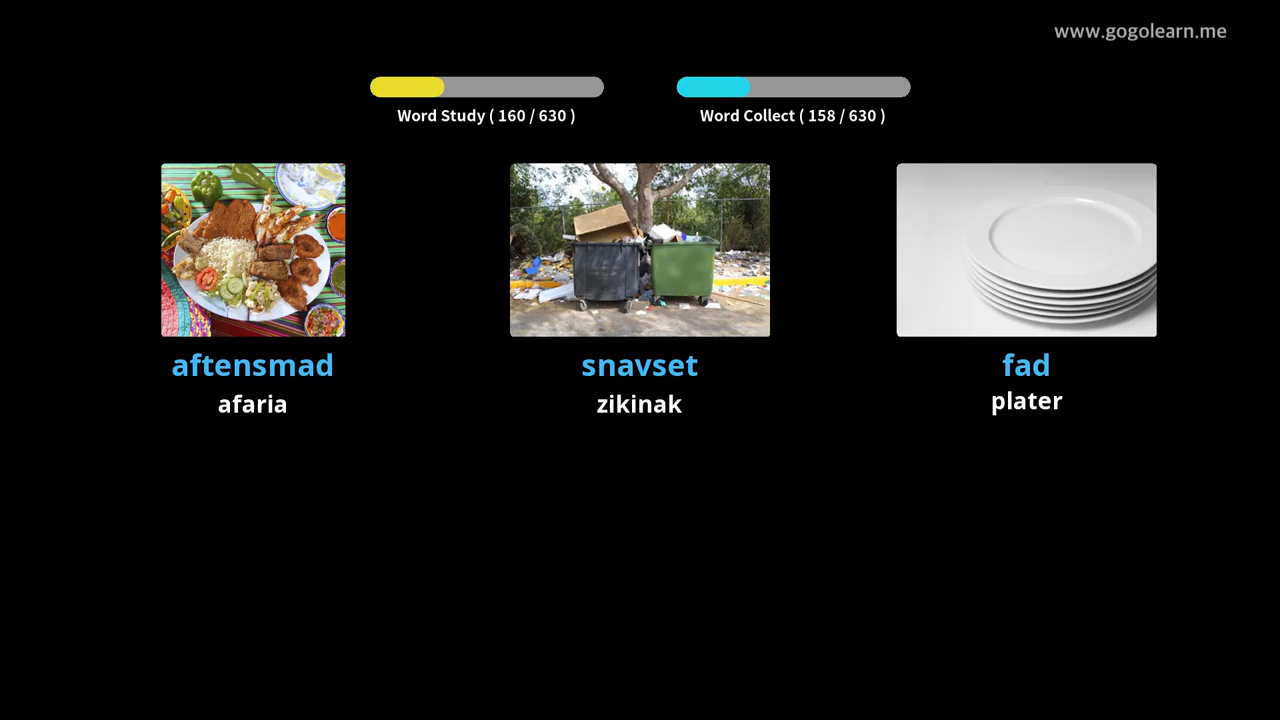 www.gogolearn.me
Word Study ( 160 / 630 )
Word Collect ( 158 / 630 )
aftensmad
afaria
snavset
zikinak
fad
plater